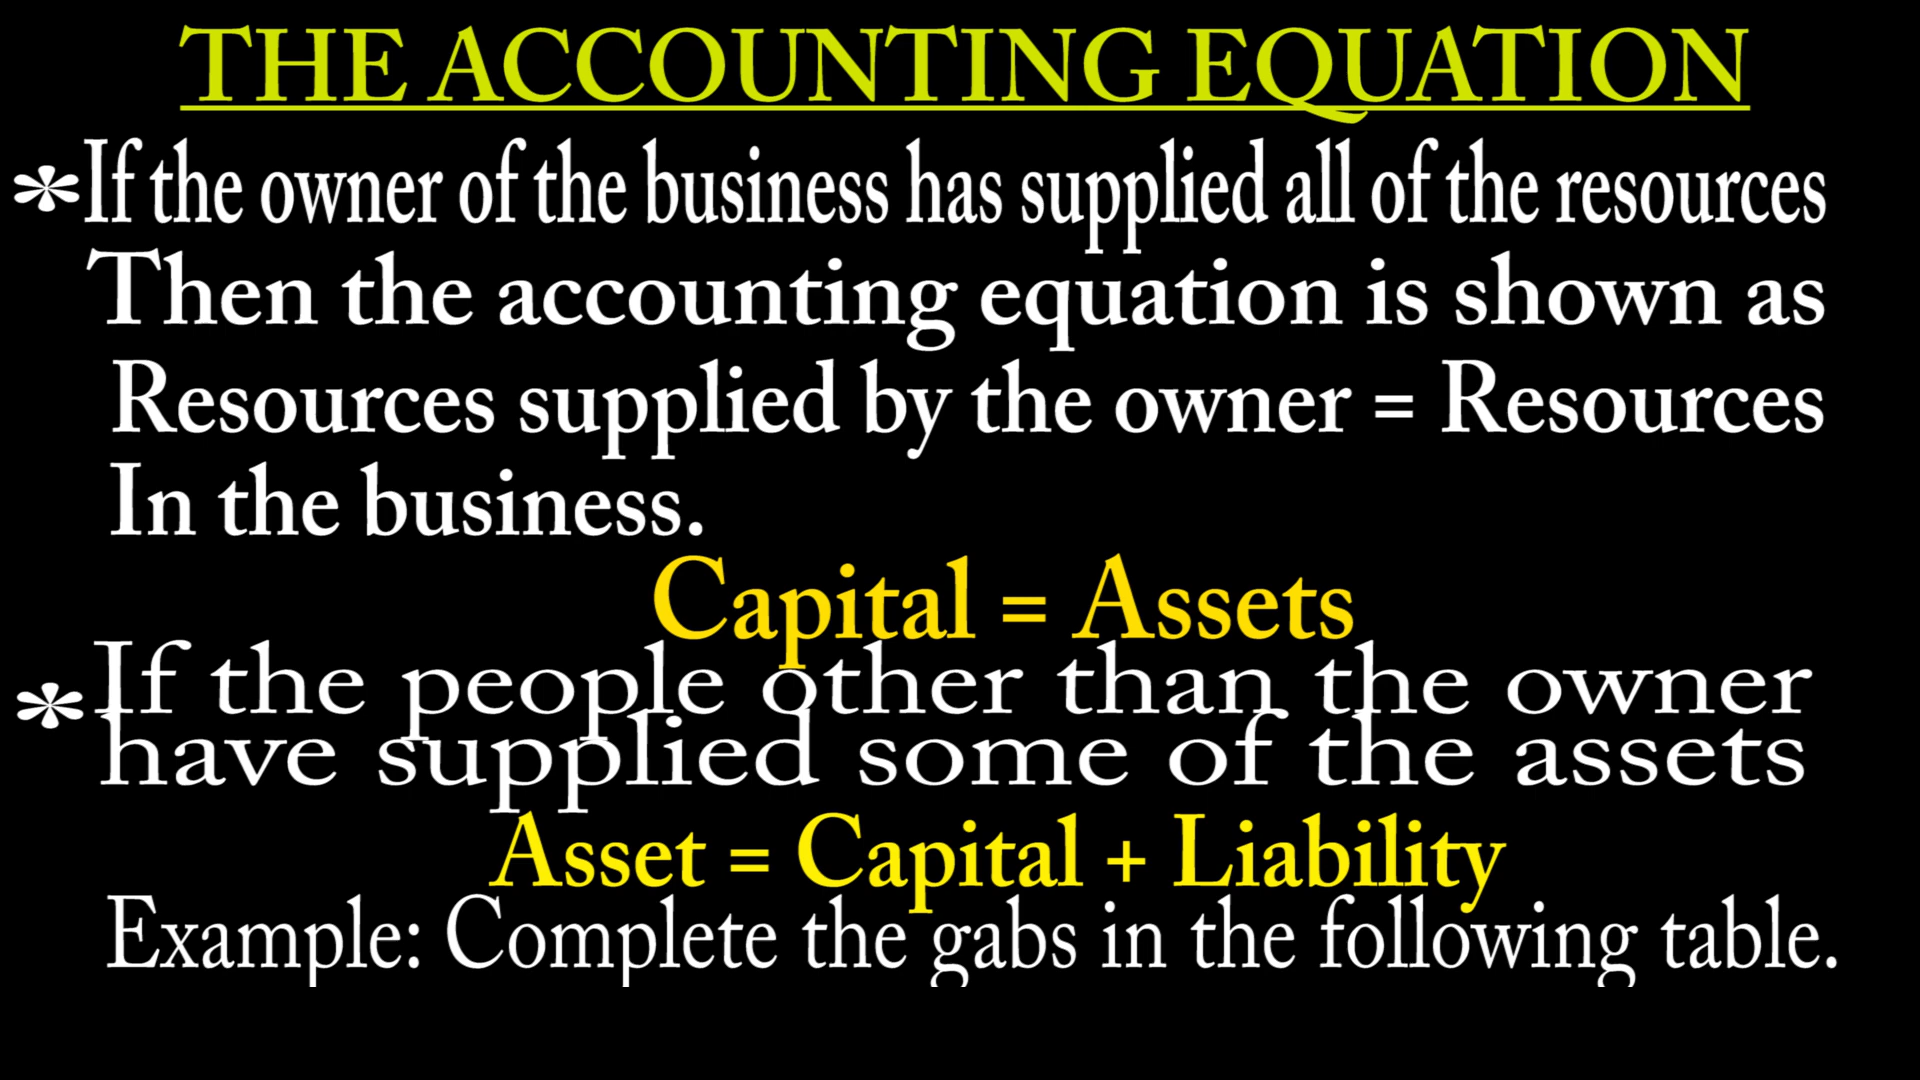 THE ACCOUNTING EQUATION
*If the owner of the business has supplied all of the resources
Then the accounting equation is shown as
Resources supplied by the owner = Resources
In the business.
Capital = Assets
*If the people other than the owner
have supplied some of the assets
Asset = Capital + Liability
Example: Complete the gabs in the following table.